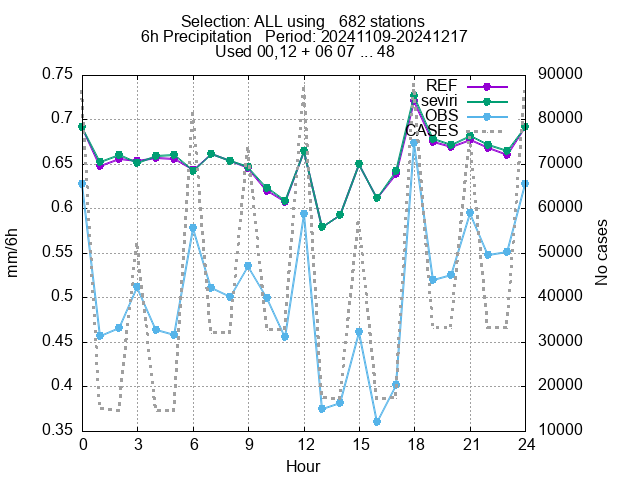 Selection: ALL using   682 stations
6h Precipitation   Period: 20241109-20241217
Used 00,12 + 06 07 ... 48
REF
seviri
OBS
CASES
0.75
0.7
0.65
0.6
0.55
0.5
0.45
0.4
0.35
90000
80000
70000
60000
50000
40000
30000
20000
10000
mm/6h
No cases
0 3 6 9 12 15 18 21 24
Hour